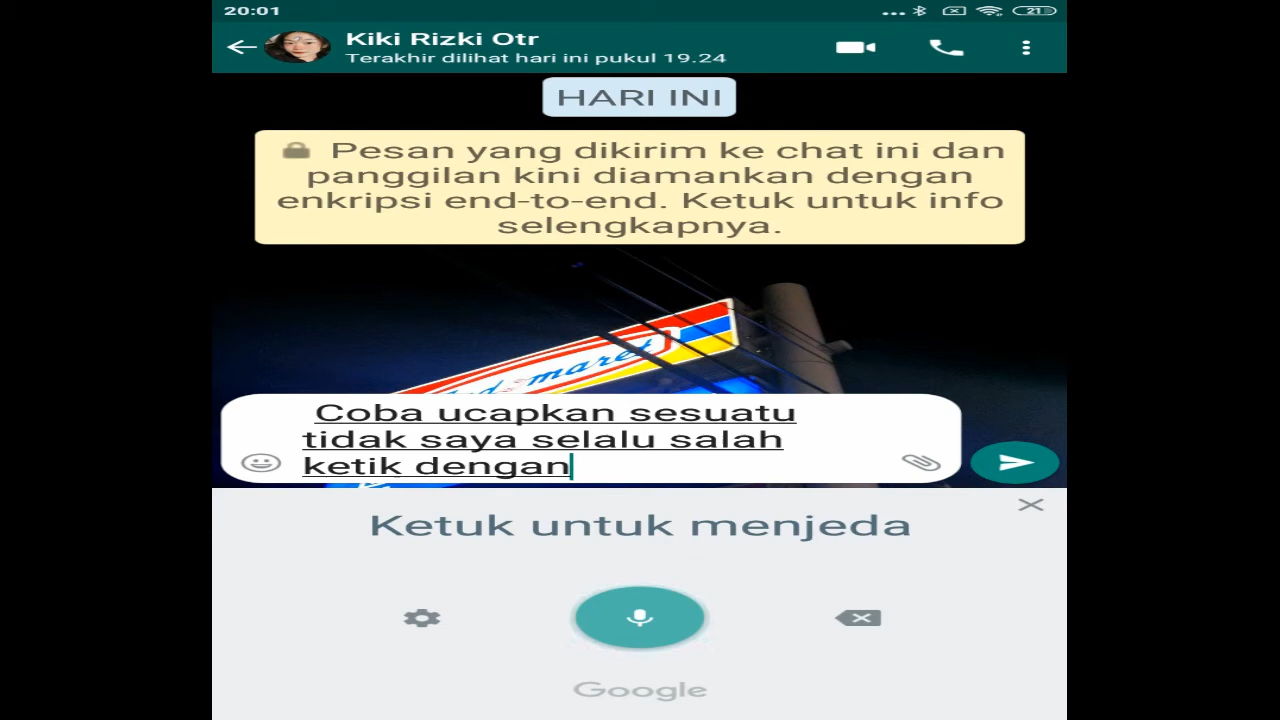 20:01
21
Kiki Rizki Otr
Terakhir dilihat hari ini pukul 19.24
HARI INI
Pesan yang dikirim ke chat ini dan
panggilan kini diamankan dengan
enkripsi end-to-end. Ketuk untuk info
selengkapnya.
maret
Coba ucapkan sesuatu
tidak saya selalu salah
ketik dengan
Ketuk untuk menjeda
Google